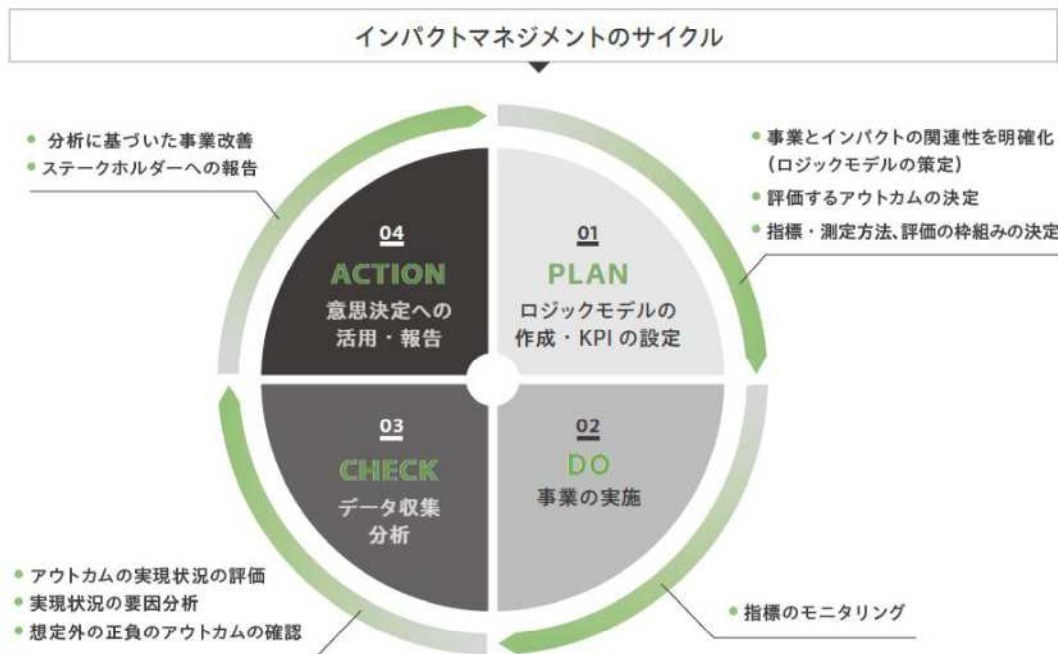 インパクトマネジメントのサイクル
● 分析に基づいた事業改善
● ステークホルダーへの報告
● 事業とインパクトの関連性を明確化
(ロジックモデルの策定)
● 評価するアウトカムの決定
● 指標・測定方法、評価の枠組みの決定
04
ACTION
意思決定への
活用・報告
01
PLAN
ロジックモデルの
作成・KPI の設定
03
CHECK
データ収集
分析
02
DO
事業の実施
● アウトカムの実現状況の評価
● 実現状況の要因分析
● 想定外の正負のアウトカムの確認
● 指標のモニタリング